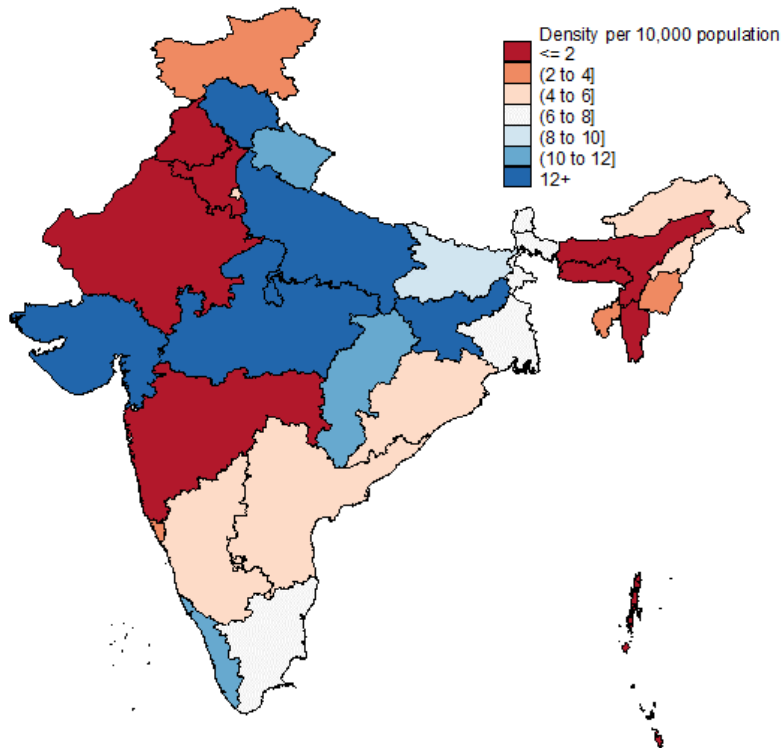 Density per 10,000 population
<= 2
(2 to 4]
(4 to 6]
(6 to 8]
(8 to 10]
(10 to 12]
12+